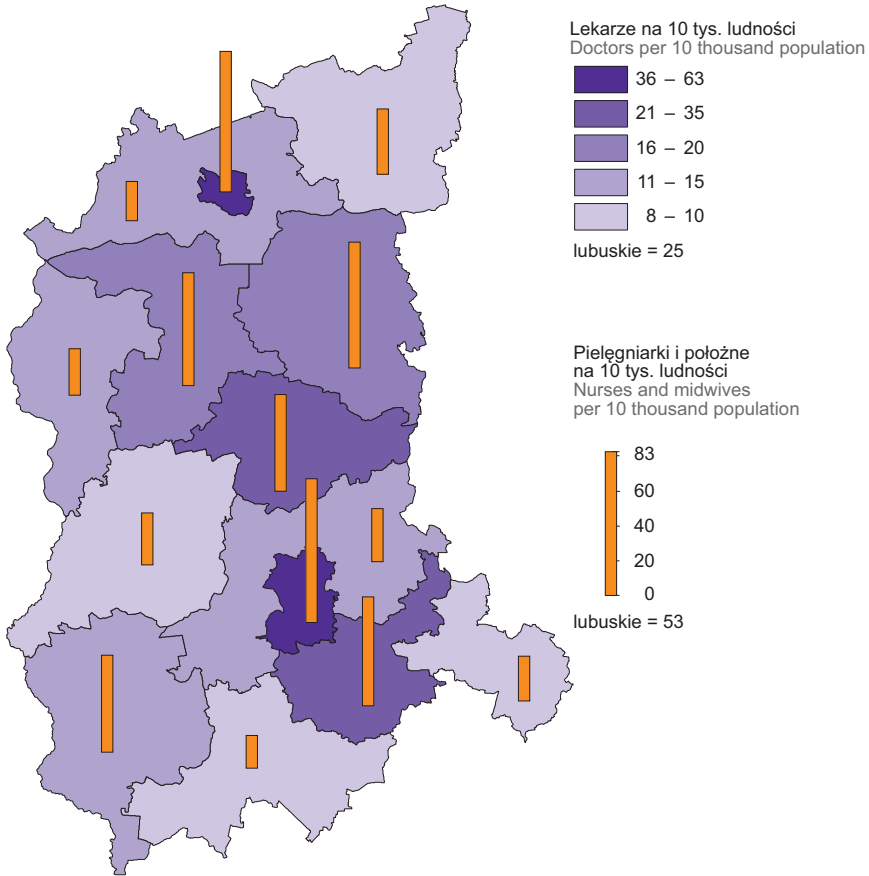 Lekarze na 10 tys. ludności
Doctors per 10 thousand population
36 – 63
21 – 35
16 – 20
11 – 15
8 – 10
lubuskie = 25
Pielęgniarki i położne
na 10 tys. ludności
Nurses and midwives
per 10 thousand population
83
60
40
20
0
lubuskie = 53